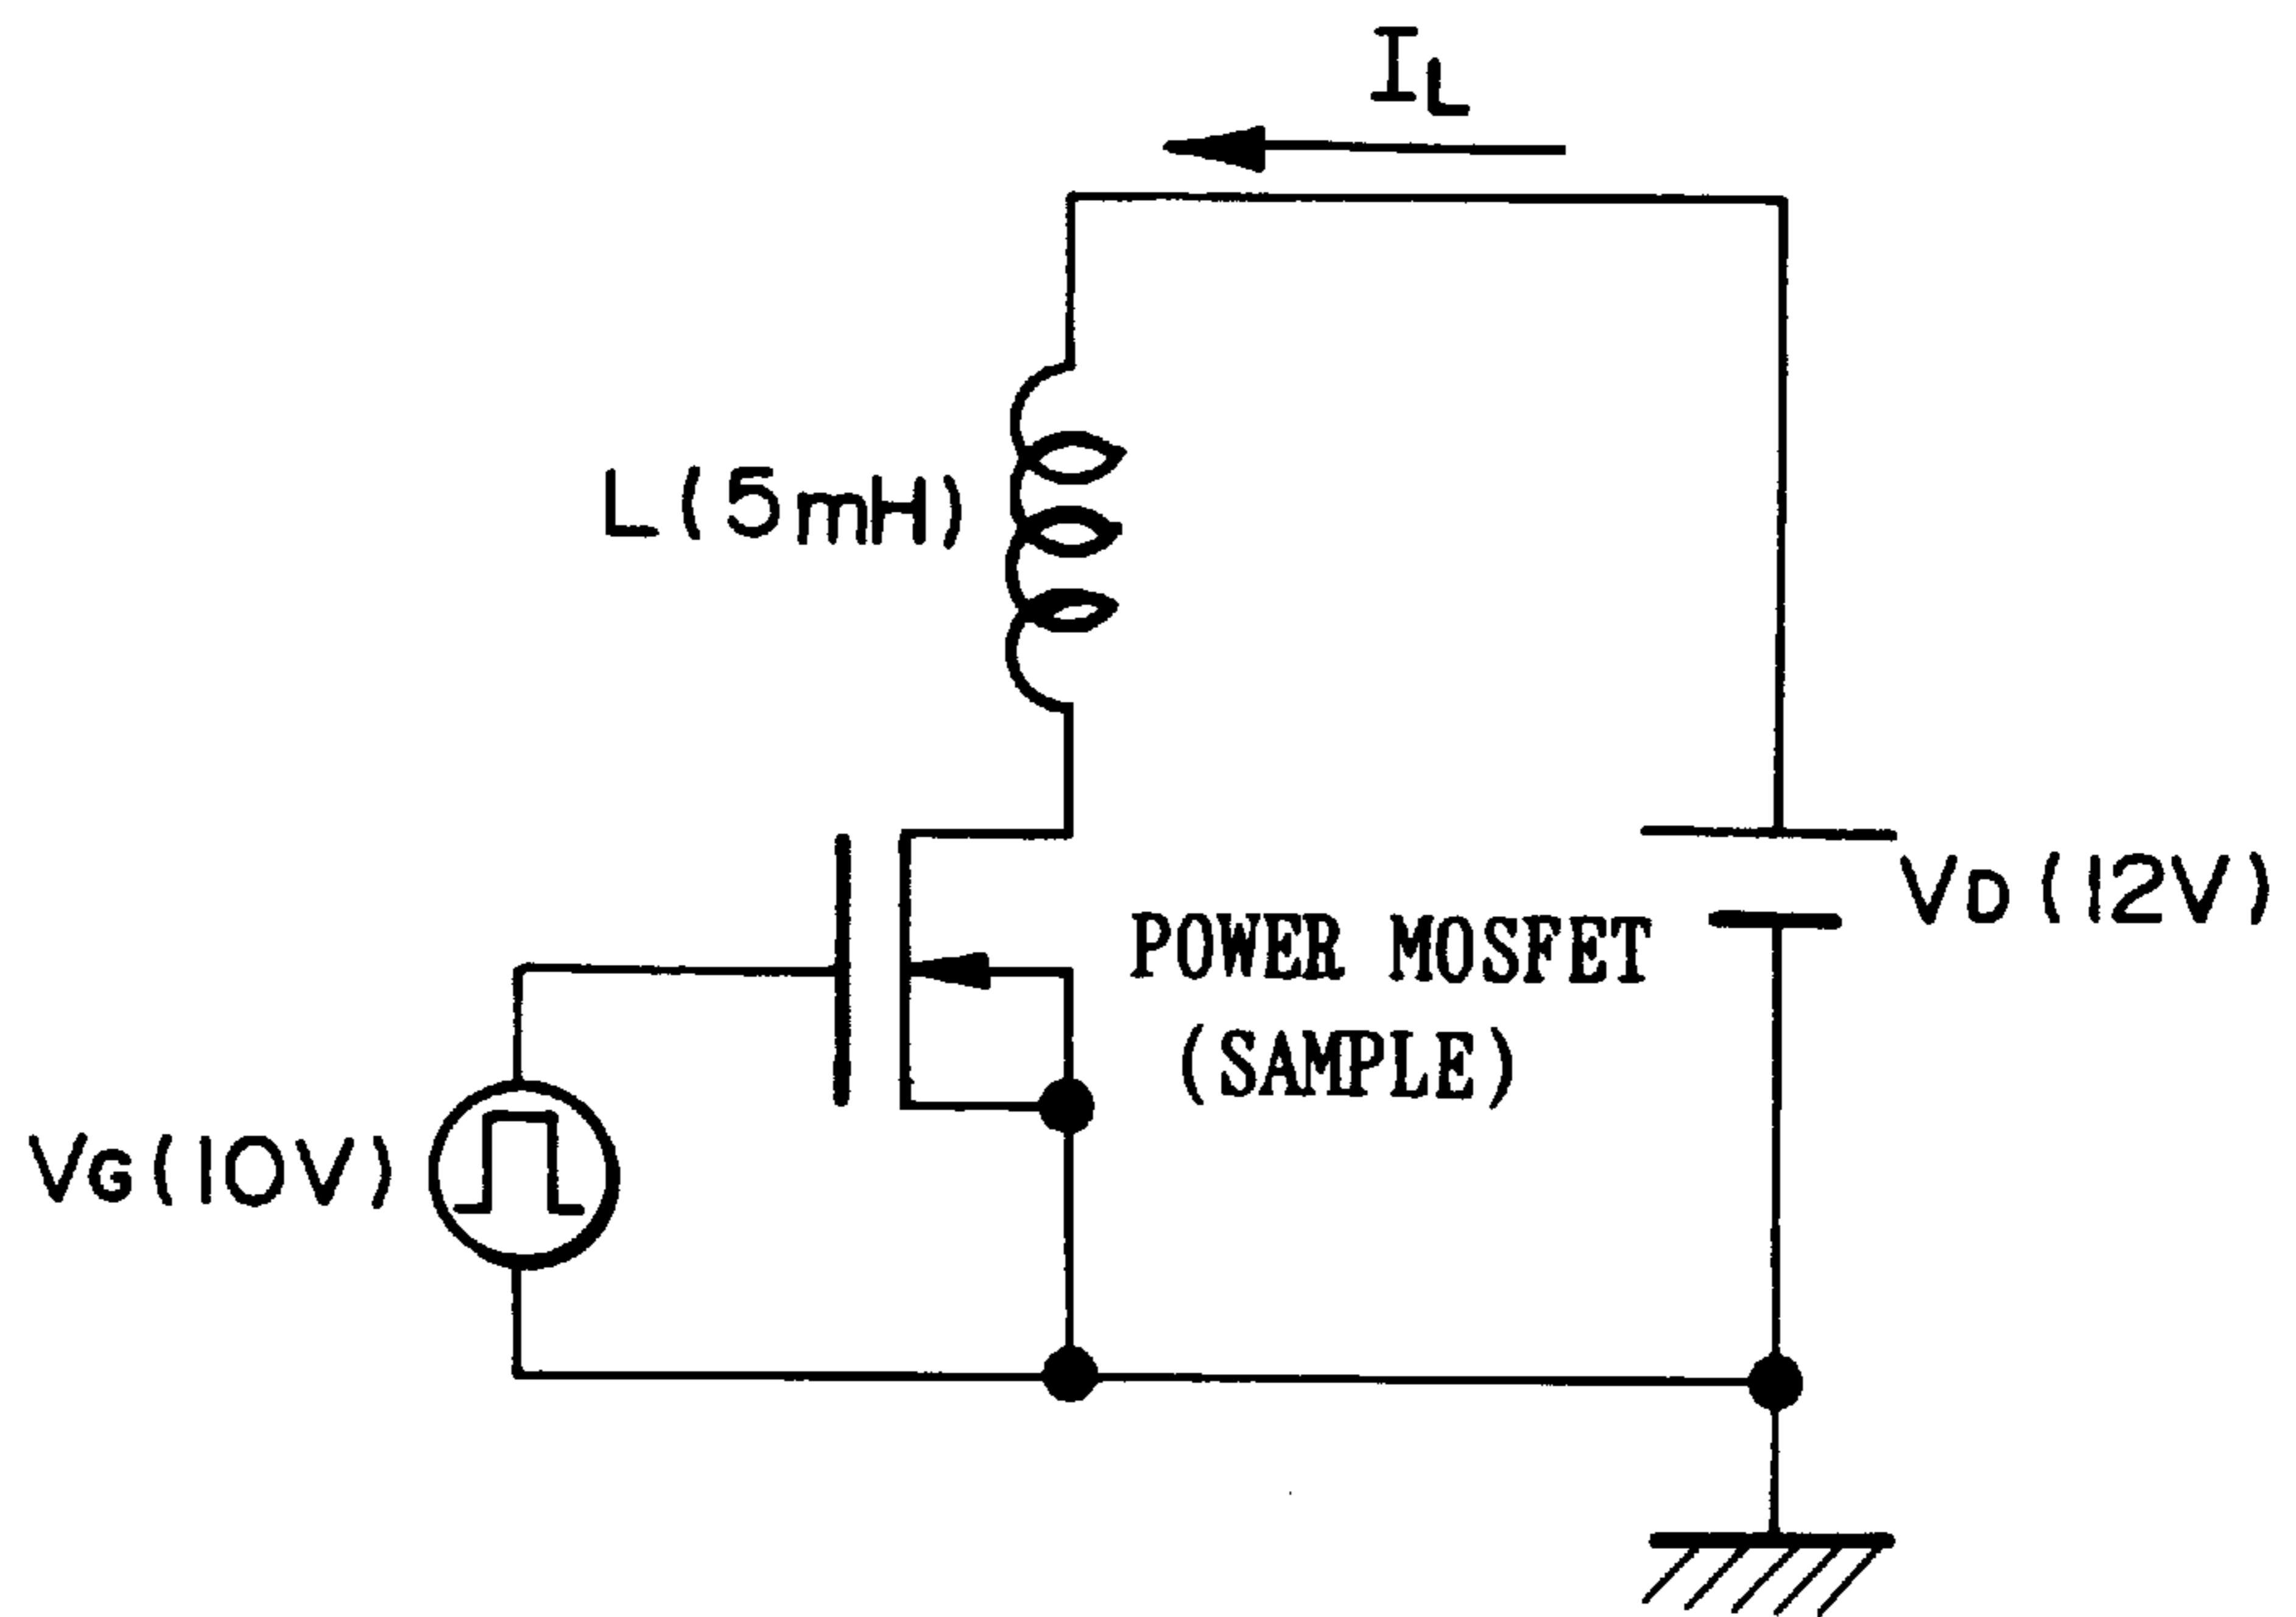 IL
L(5mH)
VD(12V)
POWER MOSFET
(SAMPLE)
VG(10V)